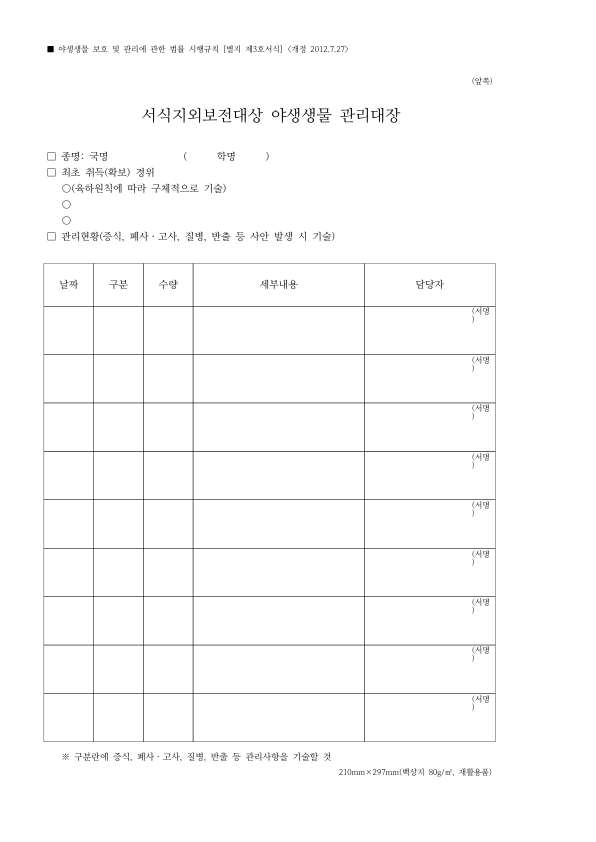 ■ 야생생물 보호 및 관리에 관한 법률 시행규칙 [별지 제3호서식] <개정 2012.7.27>
(앞쪽)
서식지외보전대상 야생생물 관리대장
□ 종명: 국명 ( 학명 )
□ 최초 취득(확보) 경위
○(육하원칙에 따라 구체적으로 기술)
○
○
□ 관리현황(증식, 폐사ㆍ고사, 질병, 반출 등 사안 발생 시 기술)
날짜 구분 수량 세부내용 담당자
(서명
)
(서명
)
(서명
)
(서명
)
(서명
)
(서명
)
(서명
)
(서명
)
(서명
)
※ 구분란에 증식, 폐사ㆍ고사, 질병, 반출 등 관리사항을 기술할 것
210mm×297mm(백상지 80g/㎡, 재활용품)